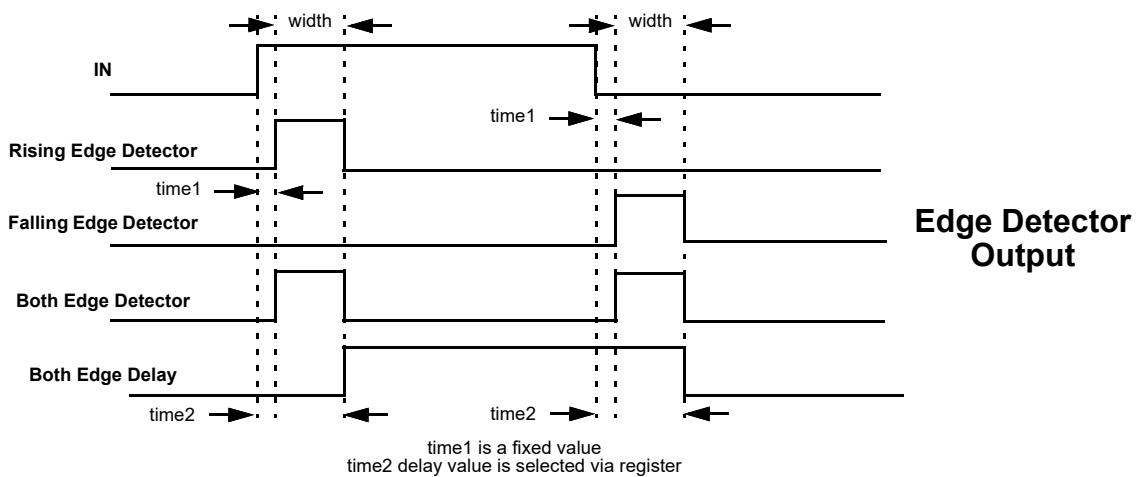 width
width
IN
time1
Rising Edge Detector
time1
Falling Edge Detector
Edge Detector
Output
Both Edge Detector
Both Edge Delay
time2
time2
time1 is a fixed value
time2 delay value is selected via register